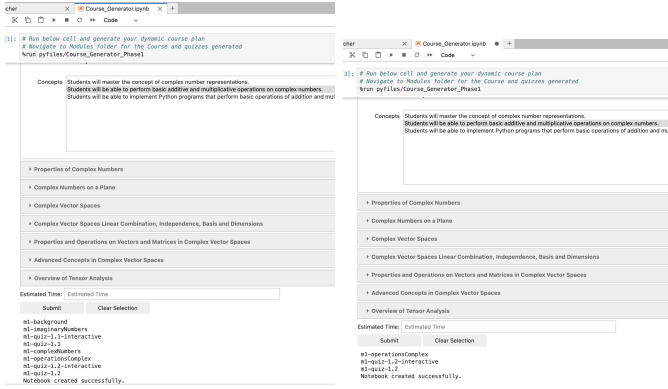 cher × Course_Generator.ipynb × +
Code
1]: # Run below cell and generate your dynamic course plan
# Navigate to Modules folder for the Course and quizzes generated
%run pyfiles/Course_Generator_Phase1
Concepts Students will master the concept of complex number representations.
Students will be able to perform basic additive and multiplicative operations on complex numbers.
Students will be able to implement Python programs that perform basic operations of addition and mul
Properties of Complex Numbers
Complex Numbers on a Plane
Complex Vector Spaces
Complex Vector Spaces Linear Combination, Independence, Basis and Dimensions
Properties and Operations on Vectors and Matrices in Complex Vector Spaces
Advanced Concepts in Complex Vector Spaces
Overview of Tensor Analysis
Estimated Time: Estimated Time
Submit Clear Selection
m1-background
m1-imaginaryNumbers
m1-quiz-1.1-interactive
m1-quiz-1.1
m1-complexNumbers
m1-operationsComplex
m1-quiz-1.2-interactive
m1-quiz-1.2
Notebook created successfully.
cher × Course_Generator.ipynb ● +
Code
3]: # Run below cell and generate your dynamic course plan
# Navigate to Modules folder for the Course and quizzes generated
%run pyfiles/Course_Generator_Phase1
Concepts Students will master the concept of complex number representations.
Students will be able to perform basic additive and multiplicative operations on complex numbers.
Students will be able to implement Python programs that perform basic operations of addition and mu
Properties of Complex Numbers
Complex Numbers on a Plane
Complex Vector Spaces
Complex Vector Spaces Linear Combination, Independence, Basis and Dimensions
Properties and Operations on Vectors and Matrices in Complex Vector Spaces
Advanced Concepts in Complex Vector Spaces
Overview of Tensor Analysis
Estimated Time: Estimated Time
Submit Clear Selection
m1-operationsComplex
m1-quiz-1.2-interactive
m1-quiz-1.2
Notebook created successfully.